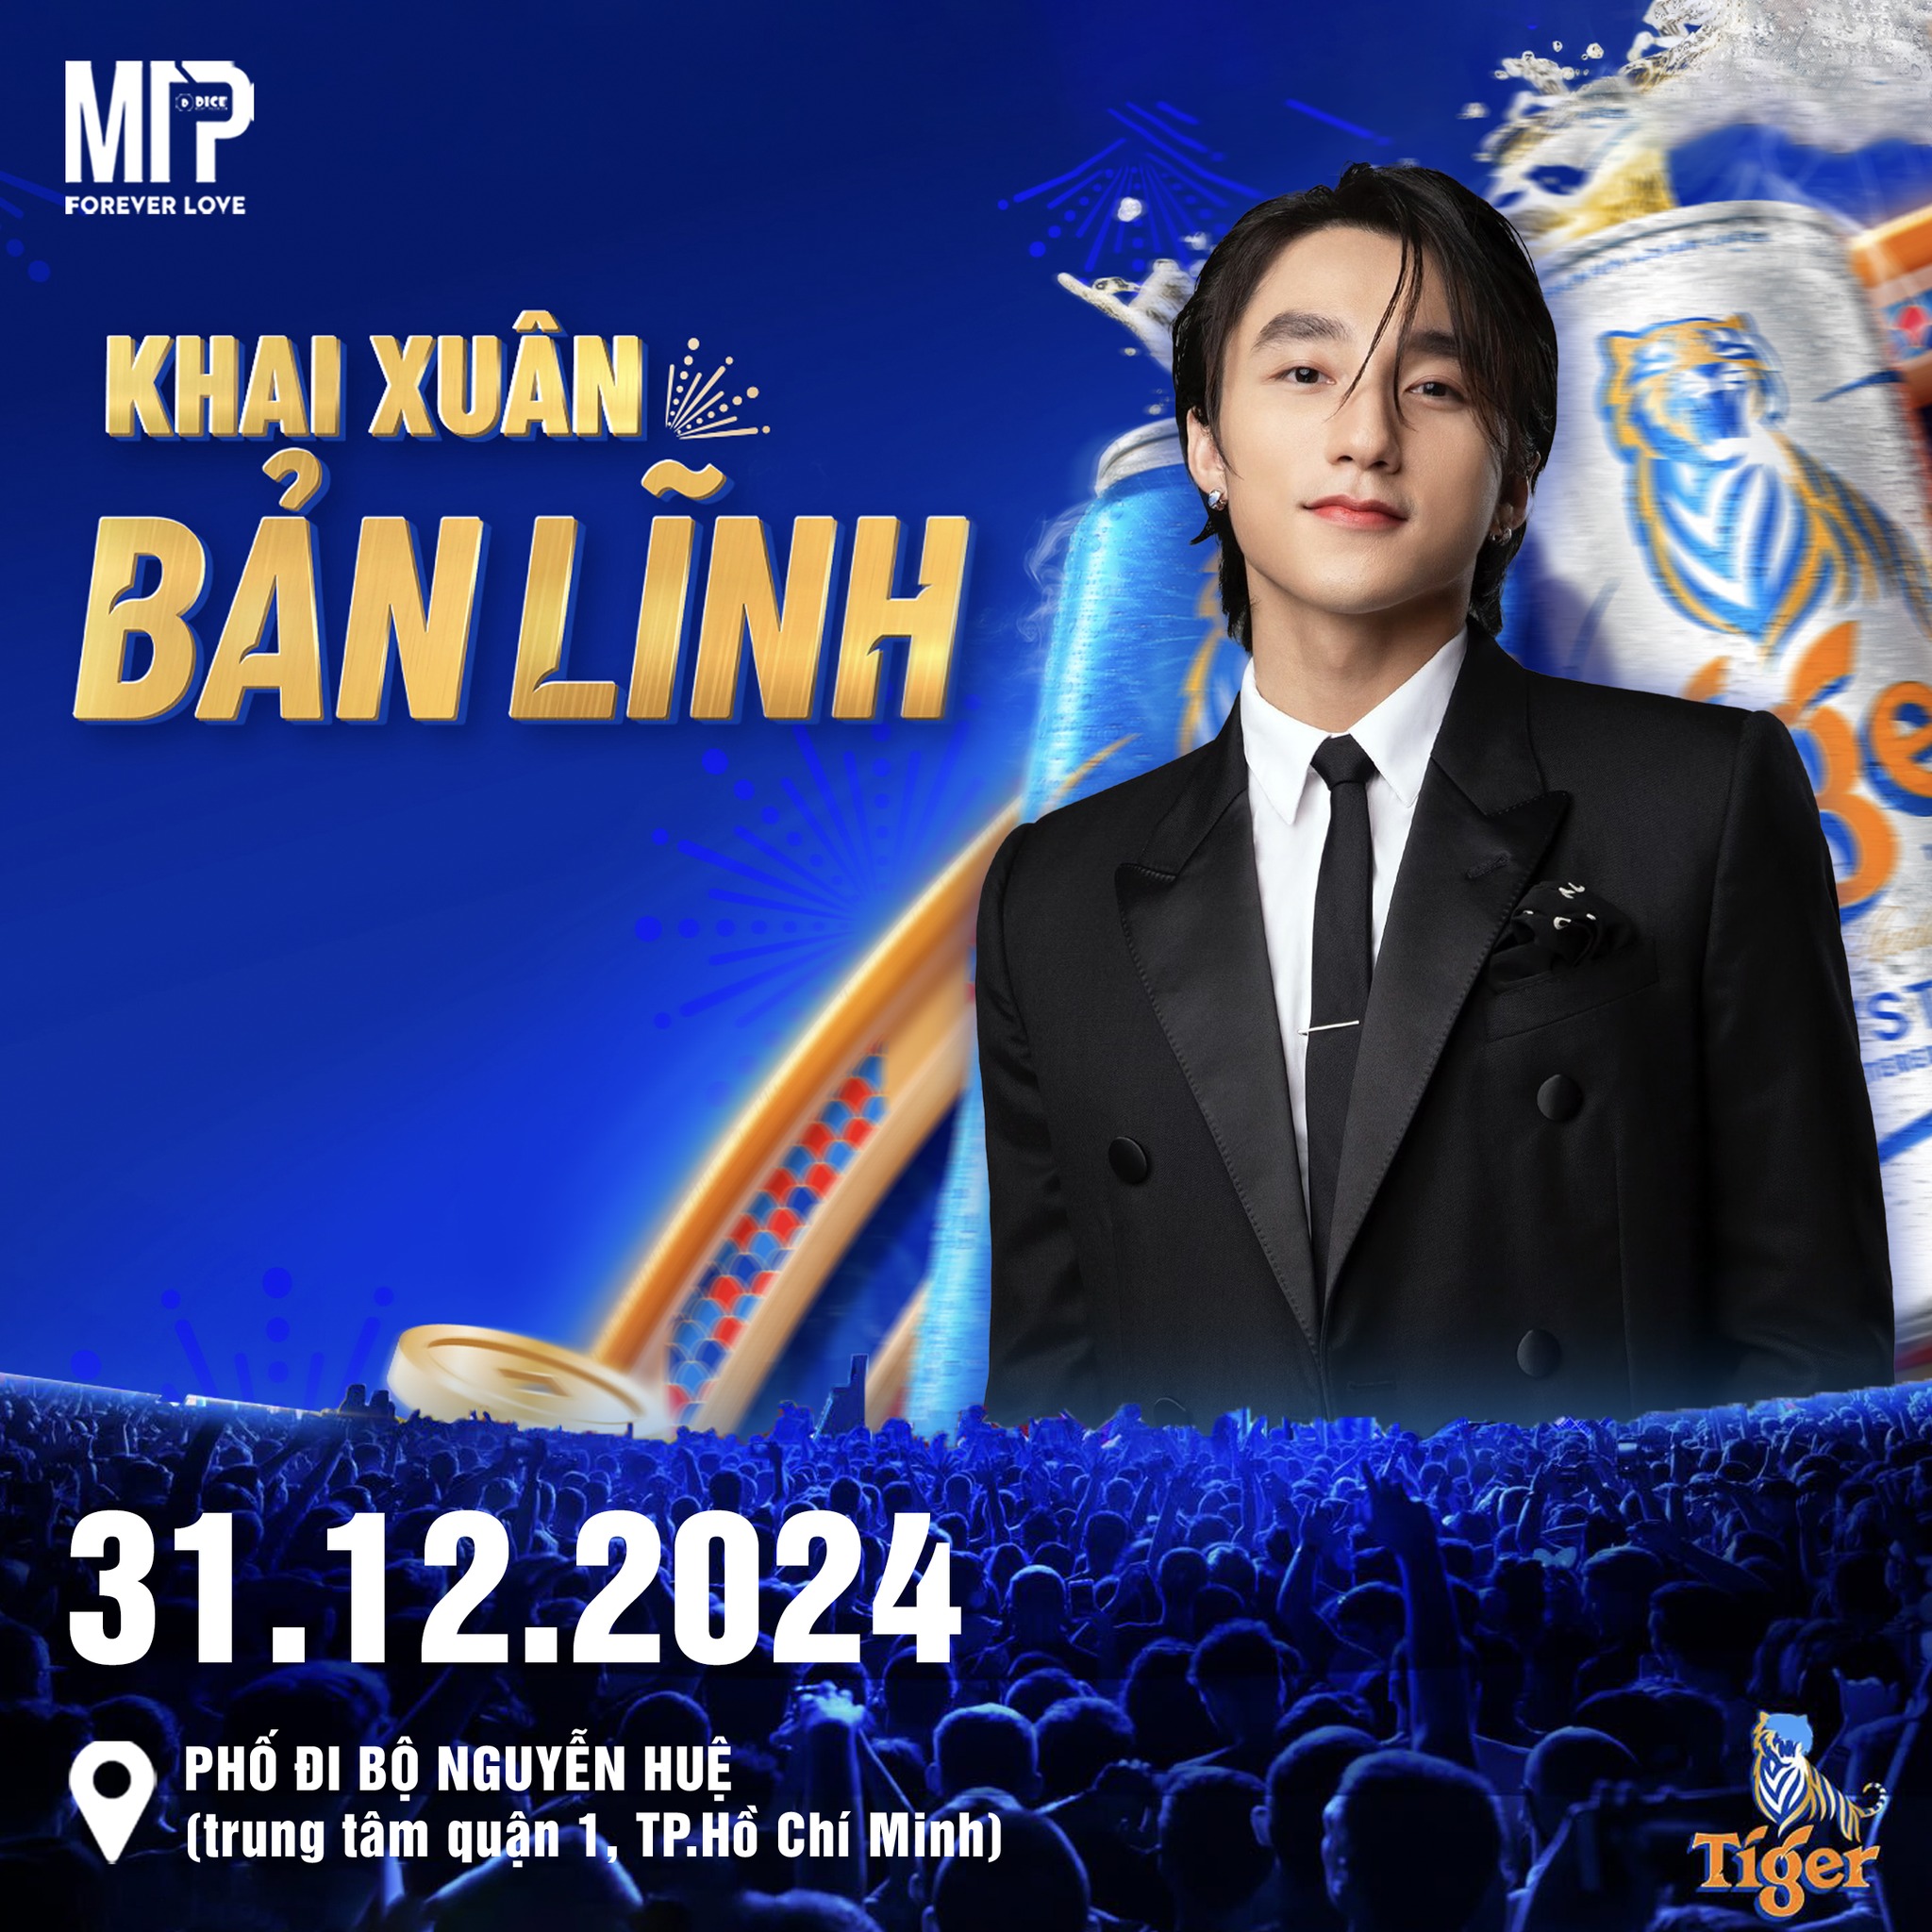 MTP
DICE
FOREVER LOVE
KHAI XUÂN
BẢN LĨNH
31.12.2024
PHỐ ĐI BỘ NGUYỄN HUỆ
(trung tâm quận 1, TP.Hồ Chí Minh)
Tiger